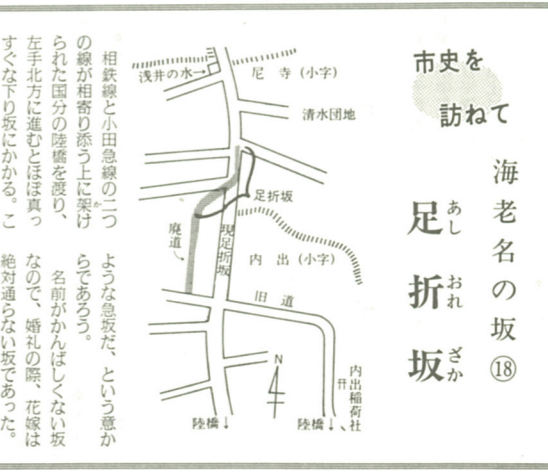 市史を
訪ねて
海老名の坂⑱
足折坂
あし おれ ざか
浅井の水→
尼寺（小字）
清水団地
足折坂
廃道
現足折坂
内出（小字）
旧道
N
内出稲荷社
陸橋↓
陸橋↓
相鉄線と小田急線の二つ
の線が相寄り添う上に架け
か
られた国分の陸橋を渡り、
左手北方に進むとほぼ真っ
すぐな下り坂にかかる。こ
ような急坂だ、という意か
らであろう。
名前がかんばしくない坂
なので、婚礼の際、花嫁は
絶対通らない坂であった。